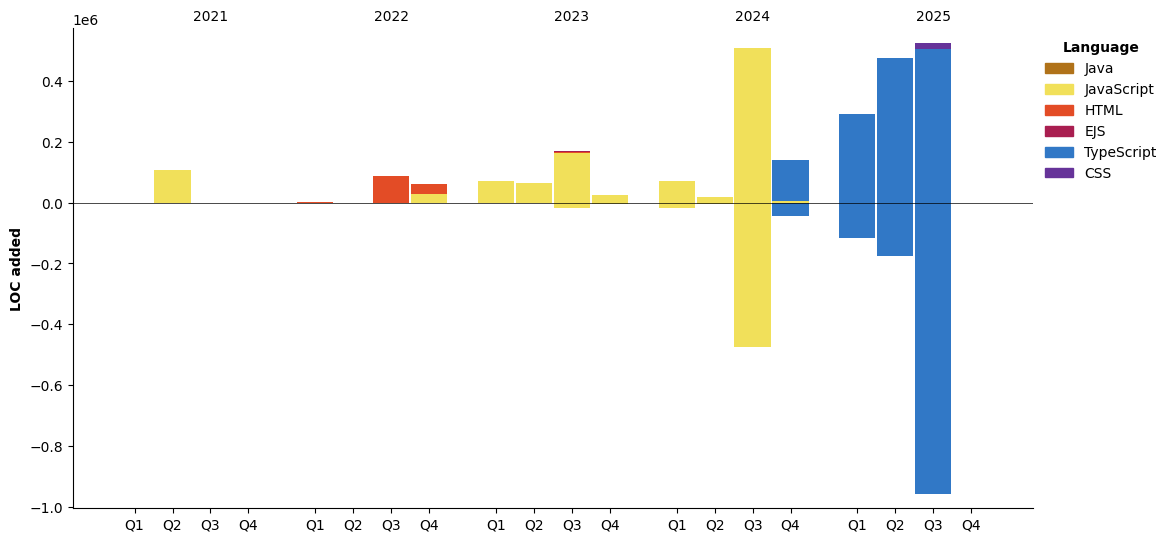 2021 2022 2023 2024 2025
1e6
Language
Java
JavaScript
HTML
EJS
TypeScript
CSS
LOC added
0.4
0.2
0.0
−0.2
−0.4
−0.6
−0.8
−1.0
Q1 Q2 Q3 Q4 Q1 Q2 Q3 Q4 Q1 Q2 Q3 Q4 Q1 Q2 Q3 Q4 Q1 Q2 Q3 Q4